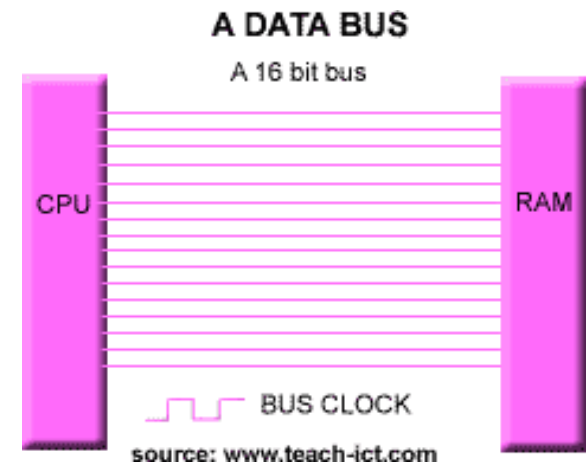 A DATA BUS
A 16 bit bus
CPU
RAM
BUS CLOCK
source: www.teach-ict.com